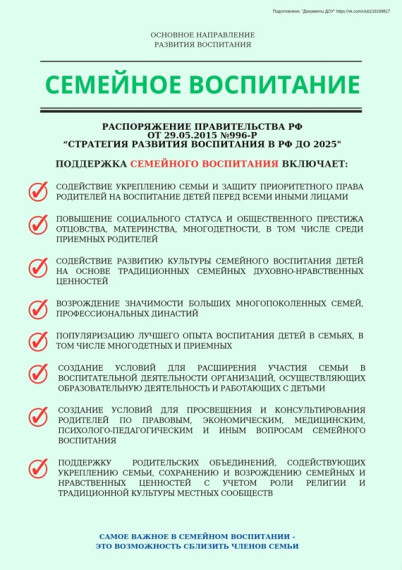 Подготовлено: "Документы ДОУ" https://vk.com/club215169617
ОСНОВНОЕ НАПРАВЛЕНИЕ
РАЗВИТИЯ ВОСПИТАНИЯ
СЕМЕЙНОЕ ВОСПИТАНИЕ
РАСПОРЯЖЕНИЕ ПРАВИТЕЛЬСТВА РФ
ОТ 29.05.2015 №996-Р
“СТРАТЕГИЯ РАЗВИТИЯ ВОСПИТАНИЯ В РФ ДО 2025"
ПОДДЕРЖКА СЕМЕЙНОГО ВОСПИТАНИЯ ВКЛЮЧАЕТ:
СОДЕЙСТВИЕ УКРЕПЛЕНИЮ СЕМЬИ И ЗАЩИТУ ПРИОРИТЕТНОГО ПРАВА
РОДИТЕЛЕЙ НА ВОСПИТАНИЕ ДЕТЕЙ ПЕРЕД ВСЕМИ ИНЫМИ ЛИЦАМИ
ПОВЫШЕНИЕ СОЦИАЛЬНОГО СТАТУСА И ОБЩЕСТВЕННОГО ПРЕСТИЖА
ОТЦОВСТВА, МАТЕРИНСТВА, МНОГОДЕТНОСТИ, В ТОМ ЧИСЛЕ СРЕДИ
ПРИЕМНЫХ РОДИТЕЛЕЙ
СОДЕЙСТВИЕ РАЗВИТИЮ КУЛЬТУРЫ СЕМЕЙНОГО ВОСПИТАНИЯ ДЕТЕЙ
НА ОСНОВЕ ТРАДИЦИОННЫХ СЕМЕЙНЫХ ДУХОВНО-НРАВСТВЕННЫХ
ЦЕННОСТЕЙ
ВОЗРОЖДЕНИЕ ЗНАЧИМОСТИ БОЛЬШИХ МНОГОПОКОЛЕННЫХ СЕМЕЙ,
ПРОФЕССИОНАЛЬНЫХ ДИНАСТИЙ
ПОПУЛЯРИЗАЦИЮ ЛУЧШЕГО ОПЫТА ВОСПИТАНИЯ ДЕТЕЙ В СЕМЬЯХ, В
ТОМ ЧИСЛЕ МНОГОДЕТНЫХ И ПРИЕМНЫХ
СОЗДАНИЕ УСЛОВИЙ ДЛЯ РАСШИРЕНИЯ УЧАСТИЯ СЕМЬИ В
ВОСПИТАТЕЛЬНОЙ ДЕЯТЕЛЬНОСТИ ОРГАНИЗАЦИЙ, ОСУЩЕСТВЛЯЮЩИХ
ОБРАЗОВАТЕЛЬНУЮ ДЕЯТЕЛЬНОСТЬ И РАБОТАЮЩИХ С ДЕТЬМИ
СОЗДАНИЕ УСЛОВИЙ ДЛЯ ПРОСВЕЩЕНИЯ И КОНСУЛЬТИРОВАНИЯ
РОДИТЕЛЕЙ ПО ПРАВОВЫМ, ЭКОНОМИЧЕСКИМ, МЕДИЦИНСКИМ,
ПСИХОЛОГО-ПЕДАГОГИЧЕСКИМ И ИНЫМ ВОПРОСАМ СЕМЕЙНОГО
ВОСПИТАНИЯ
ПОДДЕРЖКУ РОДИТЕЛЬСКИХ ОБЪЕДИНЕНИЙ, СОДЕЙСТВУЮЩИХ
УКРЕПЛЕНИЮ СЕМЬИ, СОХРАНЕНИЮ И ВОЗРОЖДЕНИЮ СЕМЕЙНЫХ И
НРАВСТВЕННЫХ ЦЕННОСТЕЙ С УЧЕТОМ РОЛИ РЕЛИГИИ И
ТРАДИЦИОННОЙ КУЛЬТУРЫ МЕСТНЫХ СООБЩЕСТВ
САМОЕ ВАЖНОЕ В СЕМЕЙНОМ ВОСПИТАНИИ -
ЭТО ВОЗМОЖНОСТЬ СБЛИЗИТЬ ЧЛЕНОВ СЕМЬИ